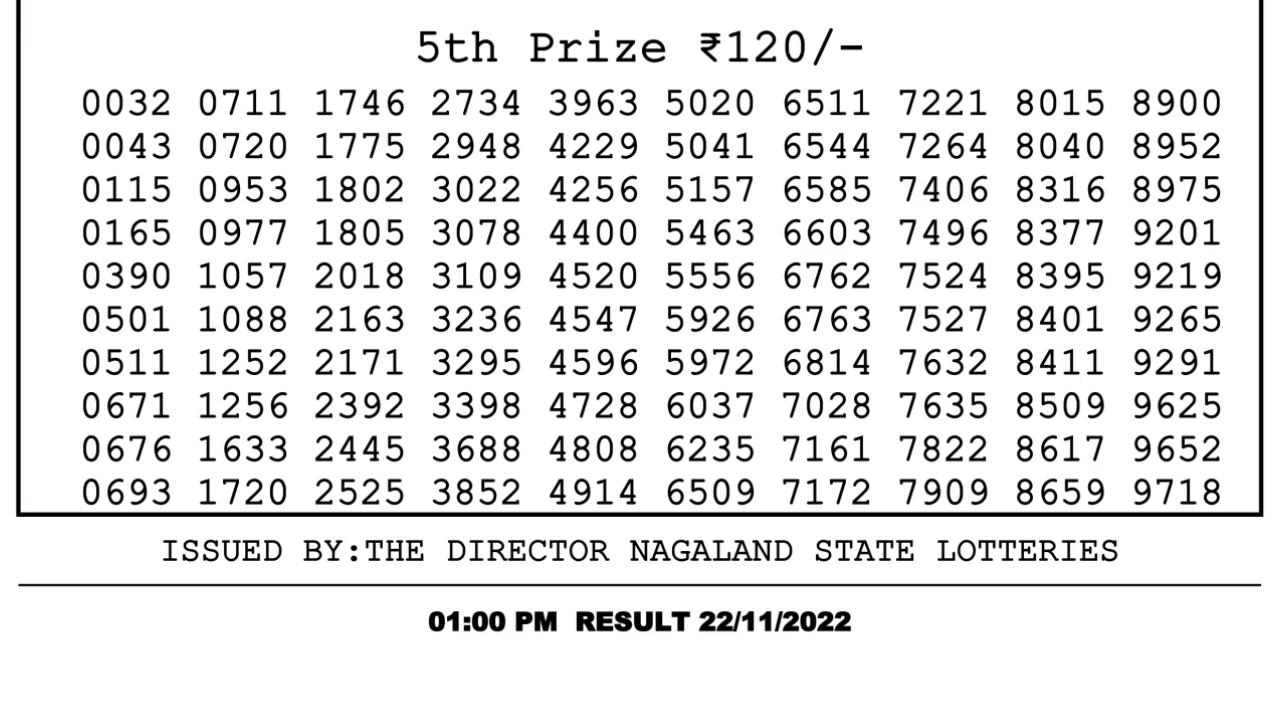 5th Prize ₹120/-
0032 0711 1746 2734 3963 5020 6511 7221 8015 8900
0043 0720 1775 2948 4229 5041 6544 7264 8040 8952
0115 0953 1802 3022 4256 5157 6585 7406 8316 8975
0165 0977 1805 3078 4400 5463 6603 7496 8377 9201
0390 1057 2018 3109 4520 5556 6762 7524 8395 9219
0501 1088 2163 3236 4547 5926 6763 7527 8401 9265
0511 1252 2171 3295 4596 5972 6814 7632 8411 9291
0671 1256 2392 3398 4728 6037 7028 7635 8509 9625
0676 1633 2445 3688 4808 6235 7161 7822 8617 9652
0693 1720 2525 3852 4914 6509 7172 7909 8659 9718
ISSUED BY:THE DIRECTOR NAGALAND STATE LOTTERIES
01:00 PM RESULT 22/11/2022